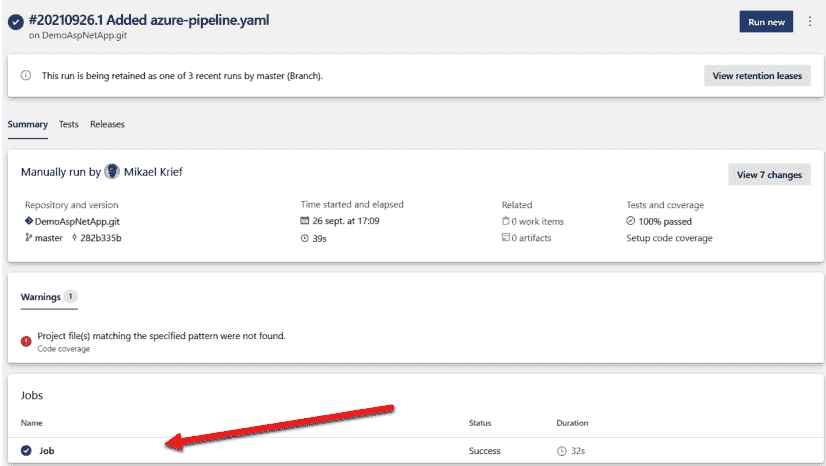 #20210926.1 Added azure-pipeline.yaml
Run new
on DemoAspNetApp.git
This run is being retained as one of 3 recent runs by master (Branch).
View retention leases
Summary Tests Releases
Manually run by Mikael Krief
View 7 changes
Repository and version
Time started and elapsed
Related
Tests and coverage
DemoAspNetApp.git
26 sept. at 17:09
0 work items
100% passed
master 282b335b
39s
0 artifacts
Setup code coverage
Warnings 1
Project file(s) matching the specified pattern were not found.
Code coverage
Jobs
Name Status Duration
Job Success 32s